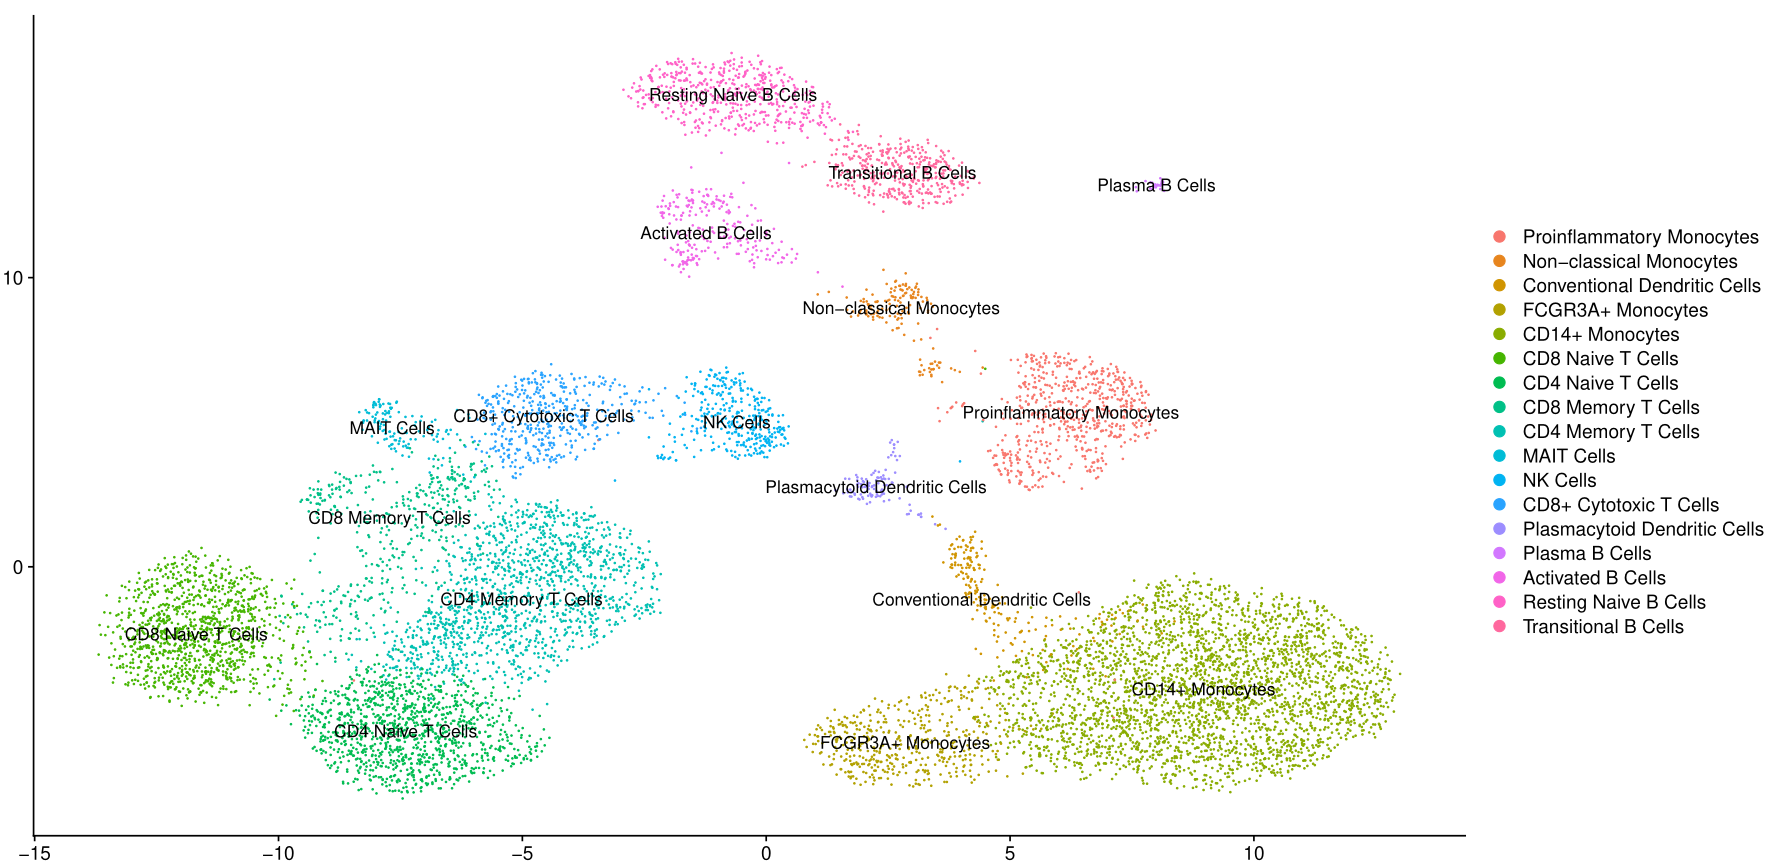 Resting Naive B Cells
Transitional B Cells
Plasma B Cells
Activated B Cells
10
Non−classical Monocytes
Proinflammatory Monocytes
CD8+ Cytotoxic T Cells
NK Cells
MAIT Cells
Plasmacytoid Dendritic Cells
CD8 Memory T Cells
0
CD4 Memory T Cells
Conventional Dendritic Cells
CD8 Naive T Cells
CD14+ Monocytes
CD4 Naive T Cells
FCGR3A+ Monocytes
−15 −10 −5 0 5 10
Proinflammatory Monocytes
Non−classical Monocytes
Conventional Dendritic Cells
FCGR3A+ Monocytes
CD14+ Monocytes
CD8 Naive T Cells
CD4 Naive T Cells
CD8 Memory T Cells
CD4 Memory T Cells
MAIT Cells
NK Cells
CD8+ Cytotoxic T Cells
Plasmacytoid Dendritic Cells
Plasma B Cells
Activated B Cells
Resting Naive B Cells
Transitional B Cells